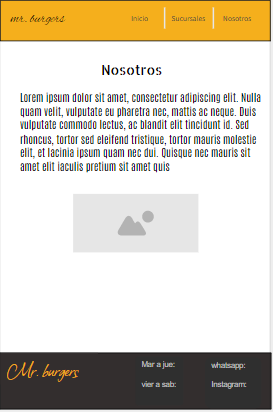 mr. burgers
Inicio Sucursales Nosotros
Nosotros
Lorem ipsum dolor sit amet, consectetur adipiscing elit. Nulla
quam velit, vulputate eu pharetra nec, mattis ac neque. Duis
vulputate commodo lectus, ac blandit elit tincidunt id. Sed
rhoncus, tortor sed eleifend tristique, tortor mauris molestie
elit, et lacinia ipsum quam nec dui. Quisque nec mauris sit
amet elit iaculis pretium sit amet quis
Mr. burgers
Mar a jue: whatsapp:
vier a sab: Instagram: